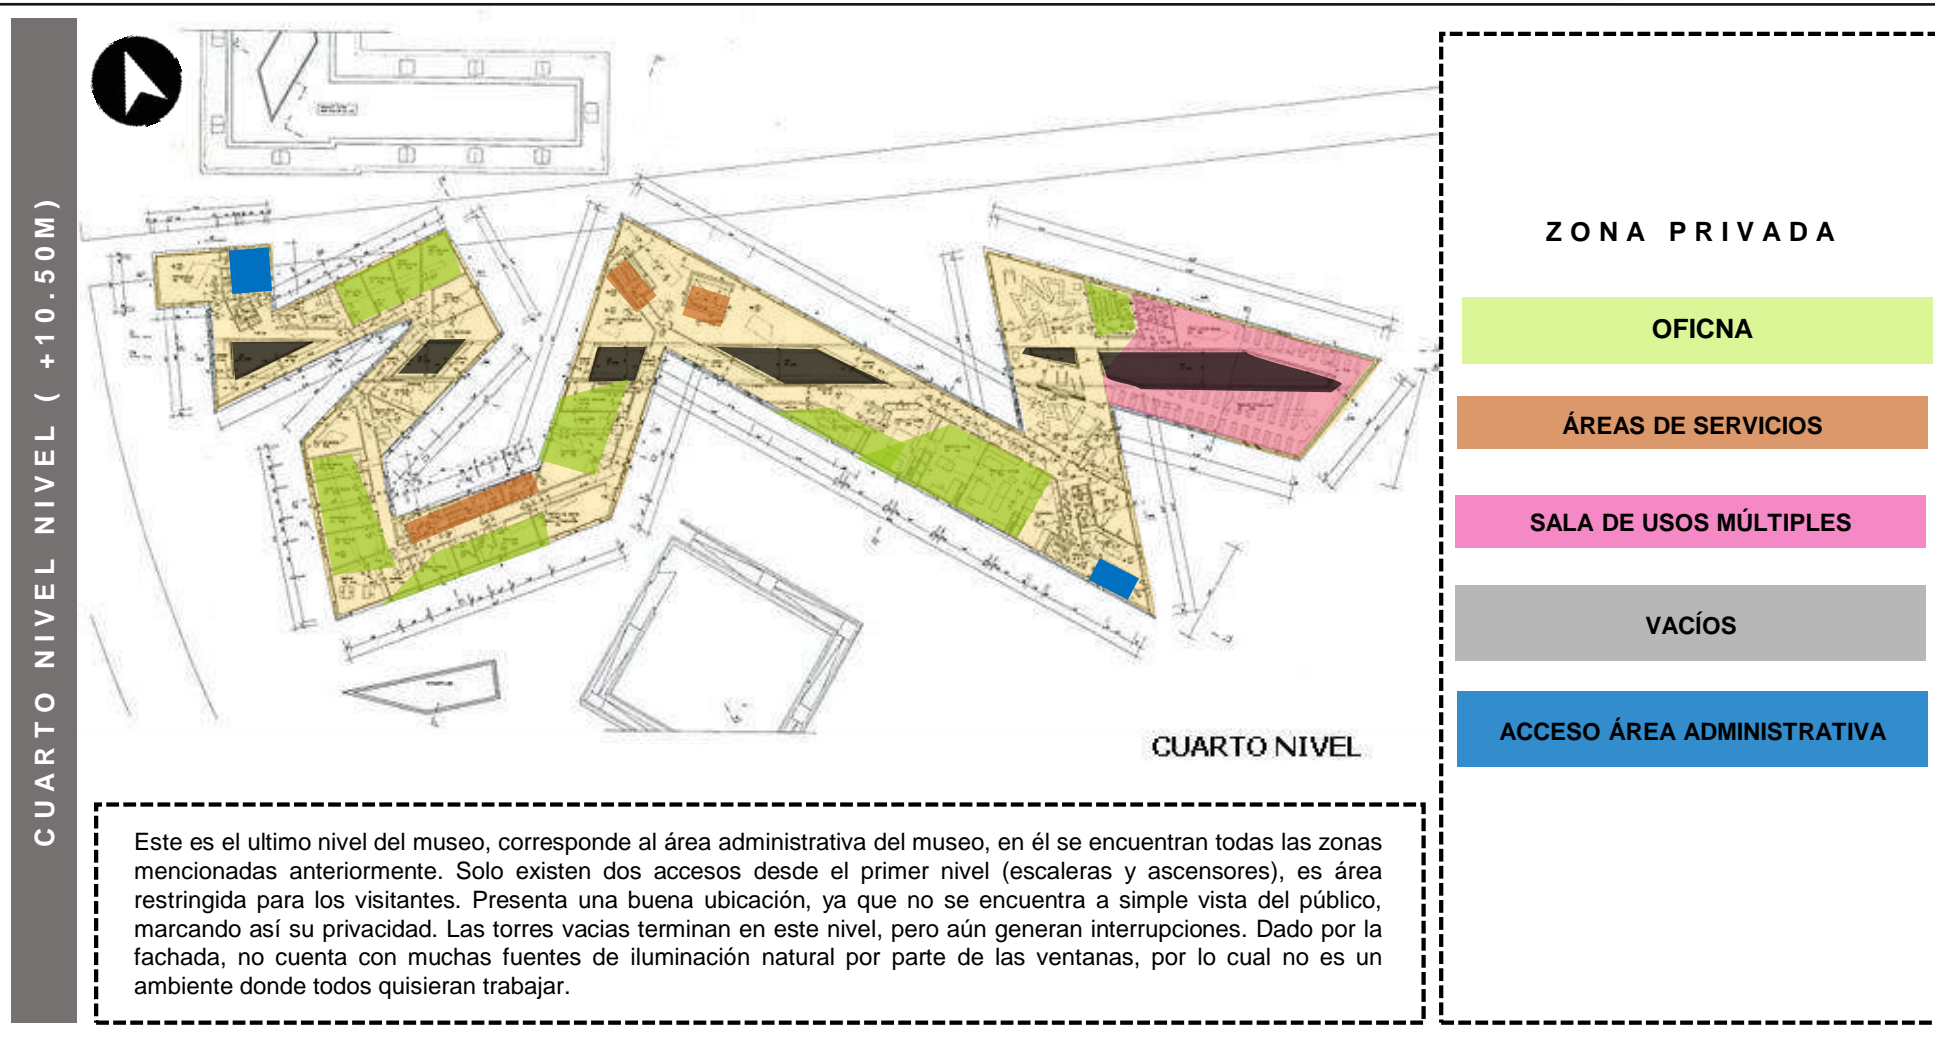 CUARTO NIVEL NIVEL ( +10.50M)
CUARTO NIVEL
Este es el ultimo nivel del museo, corresponde al área administrativa del museo, en él se encuentran todas las zonas
mencionadas anteriormente. Solo existen dos accesos desde el primer nivel (escaleras y ascensores), es área
restringida para los visitantes. Presenta una buena ubicación, ya que no se encuentra a simple vista del público,
marcando así su privacidad. Las torres vacias terminan en este nivel, pero aún generan interrupciones. Dado por la
fachada, no cuenta con muchas fuentes de iluminación natural por parte de las ventanas, por lo cual no es un
ambiente donde todos quisieran trabajar.
ZONA PRIVADA
OFICNA
ÁREAS DE SERVICIOS
SALA DE USOS MÚLTIPLES
VACÍOS
ACCESO ÁREA ADMINISTRATIVA